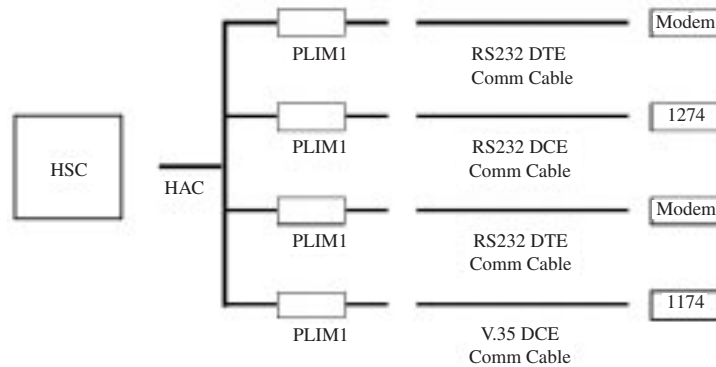 Modem
PLIM1
RS232 DTE
Comm Cable
1274
PLIM1
RS232 DCE
Comm Cable
HSC
HAC
Modem
PLIM1
RS232 DTE
Comm Cable
1174
PLIM1
V.35 DCE
Comm Cable